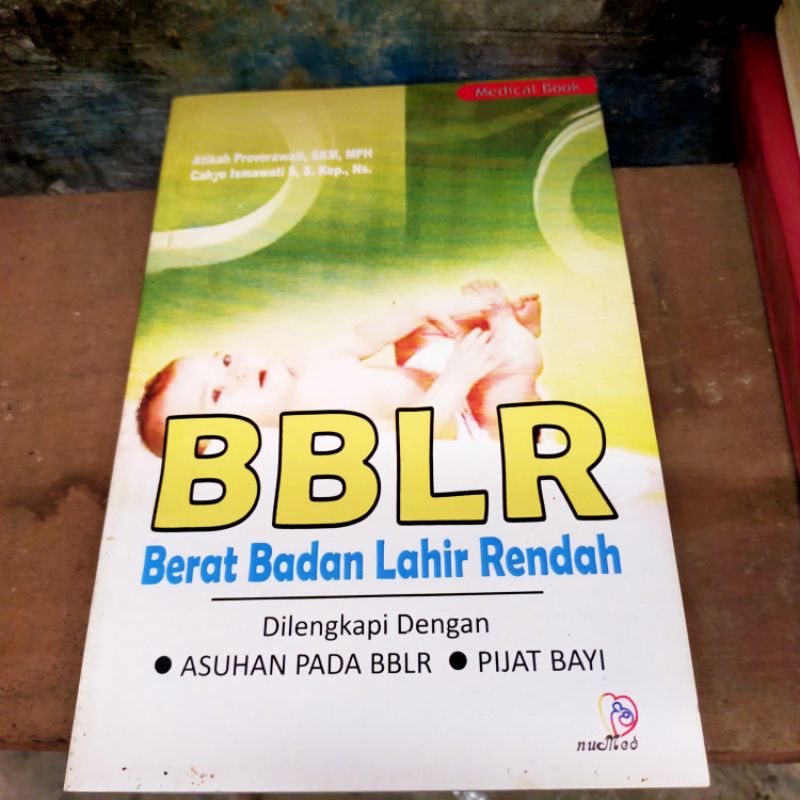 Medical Book
Atikah Proverawati, SKM, MPH
Cahyo Ismawati S, S. Kep., Ns.
BBLR
Berat Badan Lahir Rendah
Dilengkapi Dengan
● ASUHAN PADA BBLR ● PIJAT BAYI
nuMed